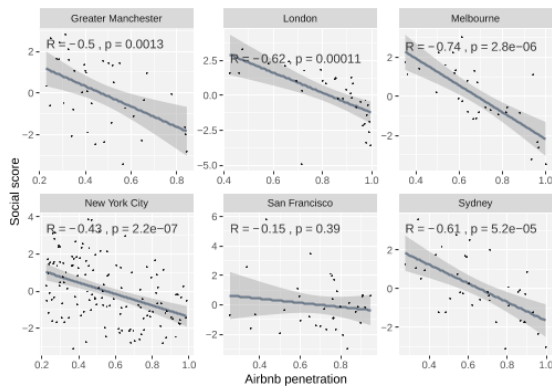 Greater Manchester
London
Melbourne
R = −0.5 , p = 0.0013
R = −0.62, p = 0.00011
R = −0.74 , p = 2.8e−06
2
0
−2
2.5
0.0
−2.5
−5.0
2
0
−2
0.2 0.4 0.6 0.8
0.4 0.6 0.8 1.0
0.4 0.6 0.8 1.0
Social score
New York City
San Francisco
Sydney
R = −0.43 , p = 2.2e−07
R = −0.15 , p = 0.39
R = −0.61 , p = 5.2e−05
4
2
0
−2
6
4
2
0
−2
2
0
−2
0.2 0.4 0.6 0.8 1.0
0.4 0.6 0.8
0.4 0.6 0.8 1.0
Airbnb penetration